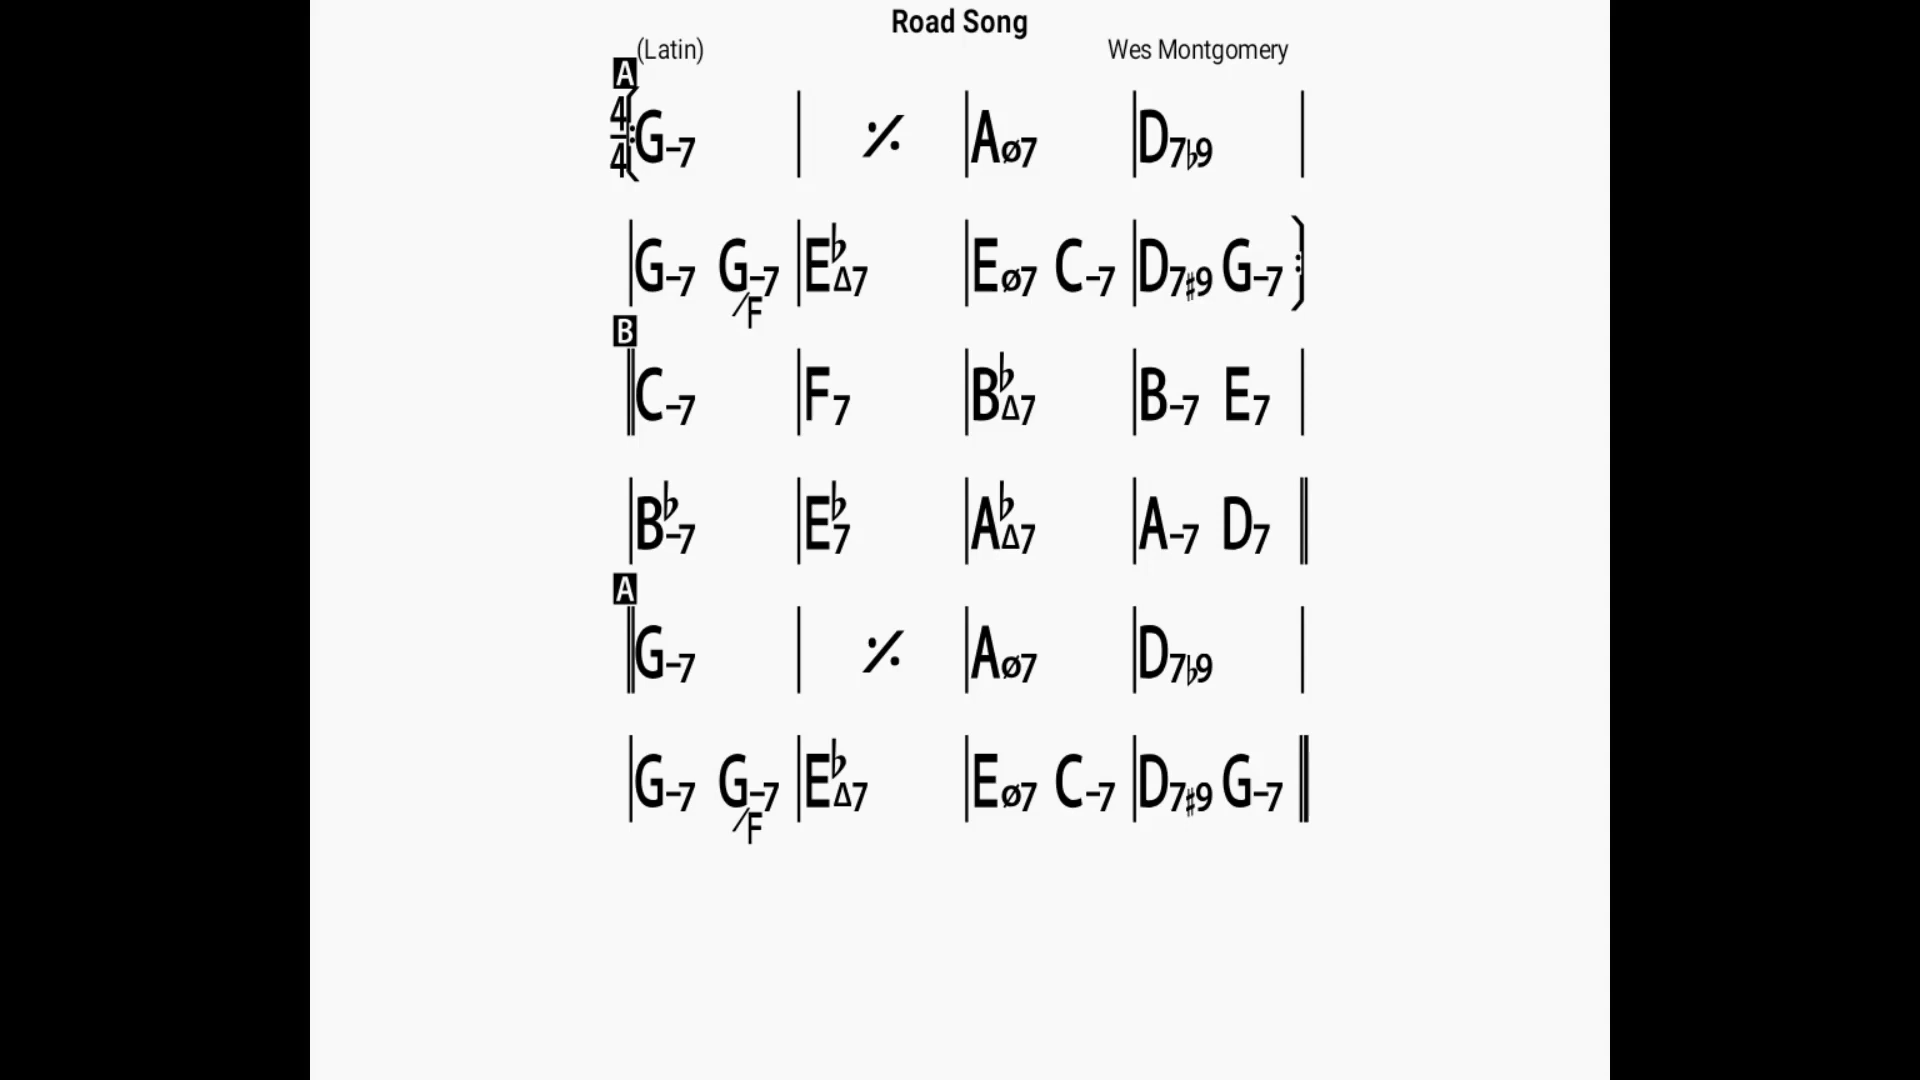 Road Song
(Latin) Wes Montgomery
A
4/4 G–7 | 𝄎 | Aø7 | D7♭9 |
| G–7 G–7/F | E♭Δ7 | Eø7 C–7 | D7♯9 G–7
B
C–7 | F7 | B♭Δ7 | B–7 E7 |
| B♭–7 | E♭7 | A♭Δ7 | A–7 D7
A
G–7 | 𝄎 | Aø7 | D7♭9 |
| G–7 G–7/F | E♭Δ7 | Eø7 C–7 | D7♯9 G–7